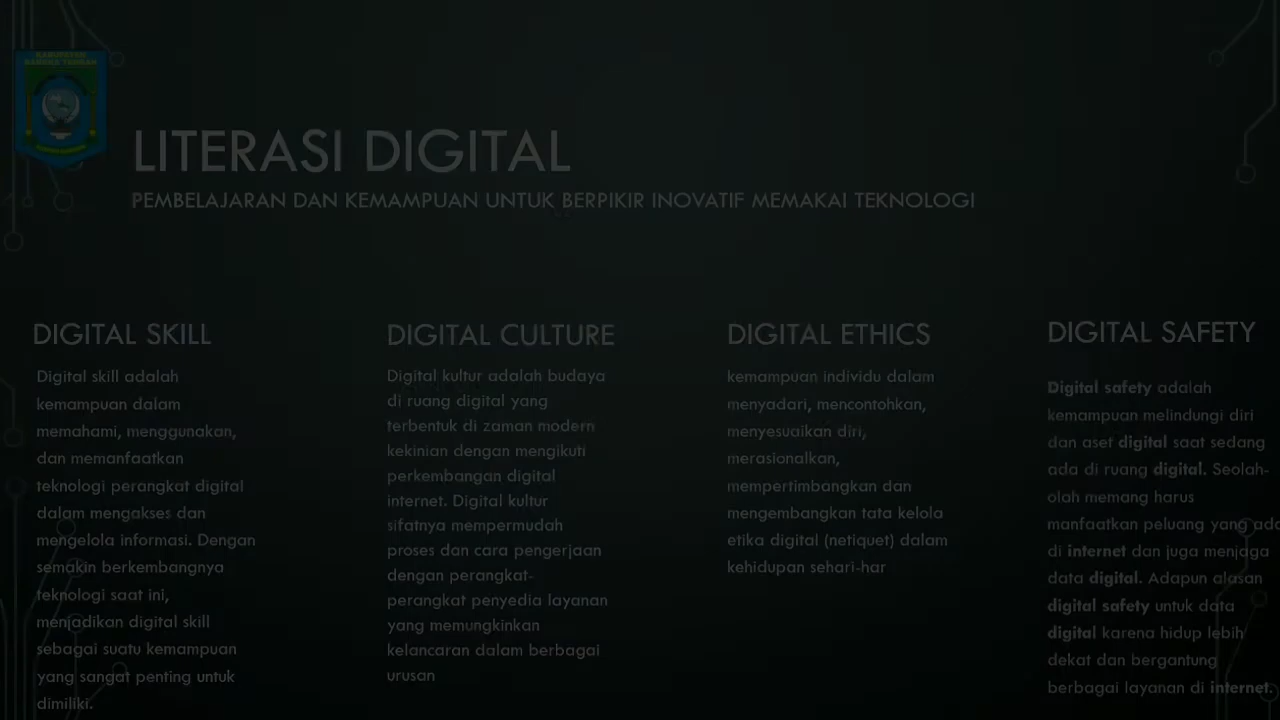 KABUPATEN
BANGKA TENGAH
LITERASI DIGITAL
PEMBELAJARAN DAN KEMAMPUAN UNTUK BERPIKIR INOVATIF MEMAKAI TEKNOLOGI
DIGITAL SKILL
Digital skill adalah
kemampuan dalam
memahami, menggunakan,
dan memanfaatkan
teknologi perangkat digital
dalam mengakses dan
mengelola informasi. Dengan
semakin berkembangnya
teknologi saat ini,
menjadikan digital skill
sebagai suatu kemampuan
yang sangat penting untuk
dimiliki.
DIGITAL CULTURE
Digital kultur adalah budaya
di ruang digital yang
terbentuk di zaman modern
kekinian dengan mengikuti
perkembangan digital
internet. Digital kultur
sifatnya mempermudah
proses dan cara pengerjaan
dengan perangkat-
perangkat penyedia layanan
yang memungkinkan
kelancaran dalam berbagai
urusan
DIGITAL ETHICS
kemampuan individu dalam
menyadari, mencontohkan,
menyesuaikan diri,
merasionalkan,
mempertimbangkan dan
mengembangkan tata kelola
etika digital (netiquet) dalam
kehidupan sehari-har
DIGITAL SAFETY
Digital safety adalah
kemampuan melindungi diri
dan aset digital saat sedang
ada di ruang digital. Seolah-
olah memang harus
manfaatkan peluang yang ada
di internet dan juga menjaga
data digital. Adapun alasan
digital safety untuk data
digital karena hidup lebih
dekat dan bergantung
berbagai layanan di internet.